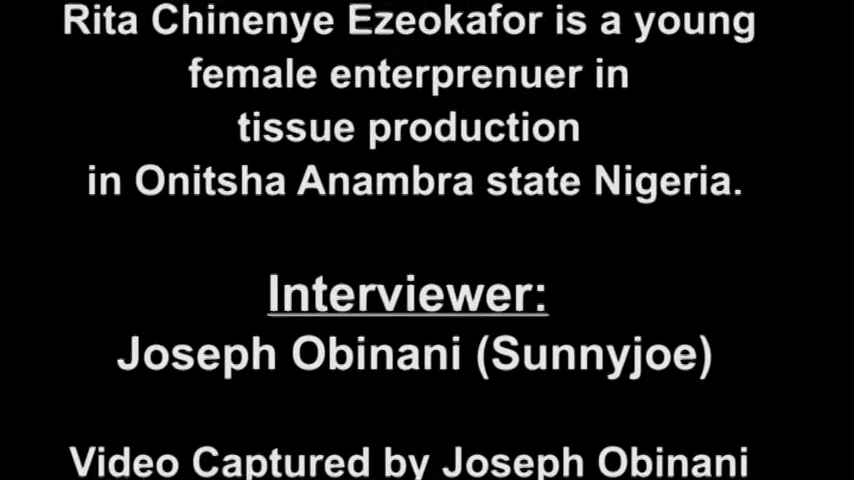 Rita Chinenye Ezeokafor is a young
female enterprenuer in
tissue production
in Onitsha Anambra state Nigeria.
Interviewer:
Joseph Obinani (Sunnyjoe)
Video Captured by Joseph Obinani